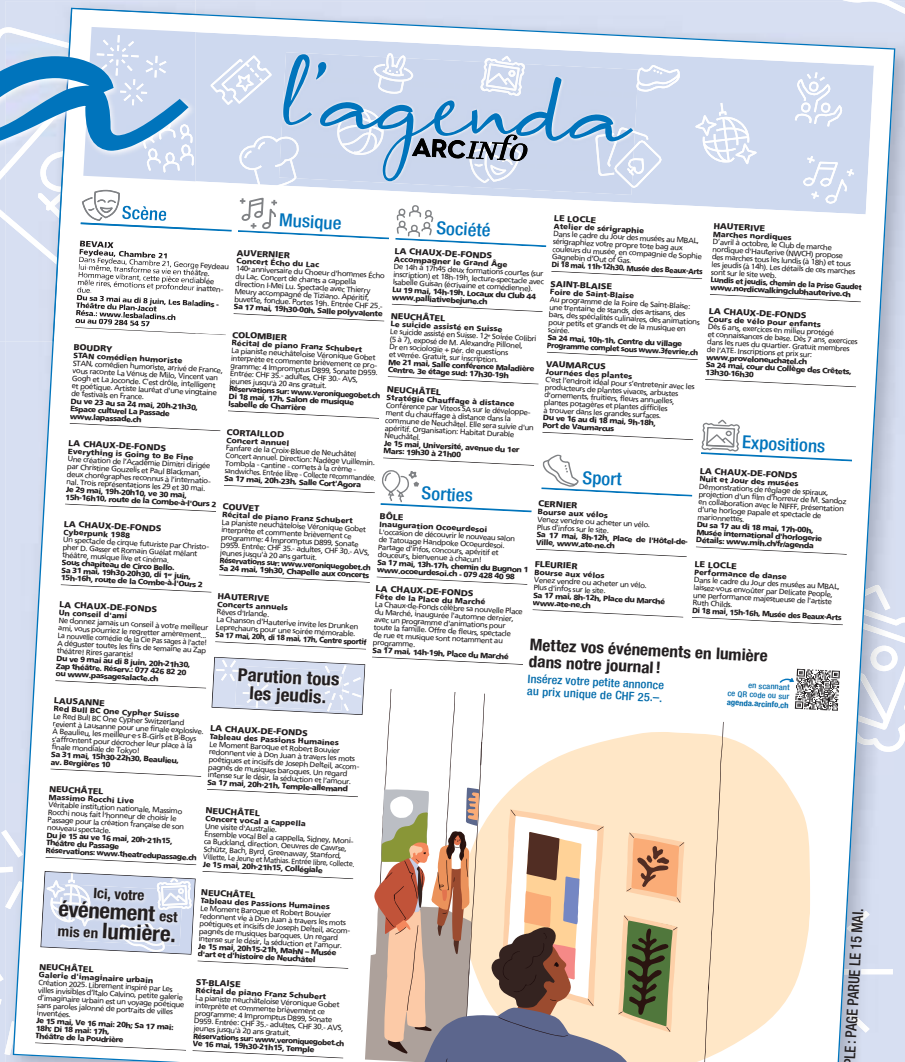 l'agenda
ARCINFO
Scène
BEVAIX
Feydeau, Chambre 21
Dans Feydeau, Chambre 21, George Feydeau
lui même, transforme sa vie en théâtre.
Hommage vibrant, cette pièce endiablée
mêle rires, émotions et profondeur inatten-
due.
Du sa 3 mai au di 8 juin, Les Baladins -
Théâtre du Plan-Jacot
Résa.: www.lesbaladins.ch
ou au 079 284 54 57
BOUDRY
STAN comédien humoriste
STAN, comédien humoriste, arrivé de France,
vous raconte La Vénus de Milo, Vincent van
Gogh et La Joconde. C'est drôle, intelligent
et poétique. Artiste lauréat d'une vingtaine
de festivals en France.
Du ve 23 au sa 24 mai, 20h-21h30,
Espace culturel La Passade
www.lapassade.ch
LA CHAUX-DE-FONDS
Everything is Going to Be Fine
Une création de l'Académie Dimitri dirigée
par Christine Gouzelis et Paul Blackman,
deux chorégraphes reconnus à l'internatio-
nal. Trois représentations les 29 et 30 mai.
Je 29 mai, 19h-20h10, ve 30 mai,
15h-16h10, route de la Combe-à-l'Ours 2
LA CHAUX-DE-FONDS
Cyberpunk 1988
Un spectacle de cirque futuriste par Christo-
pher D. Gasser et Romain Guélat mêlant
théâtre, musique live et cinéma.
Sous chapiteau de Circo Bello.
Sa 31 mai, 19h30-20h30, di 1er juin,
15h-16h, route de la Combe-à-l'Ours 2
LA CHAUX-DE-FONDS
Un conseil d'ami
Ne donnez jamais un conseil à votre meilleur
ami, vous pourriez le regretter amèrement...
La nouvelle comédie de la Cie Pas sages à l'acte!
A déguster toutes les fins de semaine au Zap
théâtre! Rires garantis!
Du ve 9 mai au di 8 juin, 20h-21h30,
Zap théâtre. Réserv.: 077 426 82 20
ou www.passagesalacte.ch
LAUSANNE
Red Bull BC One Cypher Suisse
Le Red Bull BC One Cypher Switzerland
revient à Lausanne pour une finale explosive.
À Beaulieu, les meilleur·e·s B-Girls et B-Boys
s'affrontent pour décrocher leur place à la
finale mondiale de Tokyo!
Sa 31 mai, 15h30-22h30, Beaulieu,
av. Bergières 10
NEUCHÂTEL
Massimo Rocchi Live
Véritable institution nationale, Massimo
Rocchi nous fait l'honneur de choisir le
Passage pour la création française de son
nouveau spectacle.
Du je 15 au ve 16 mai, 20h-21h15,
Théâtre du Passage
Réservations: www.theatredupassage.ch
Ici, votre
événement est
mis en lumière.
NEUCHÂTEL
Galerie d'imaginaire urbain
Création 2025- Librement inspiré par Les
villes invisibles d'Italo Calvino, petite galerie
d'imaginaire urbain est un voyage poétique
sans paroles jalonné de portraits de villes
inventées.
Je 15 mai, Ve 16 mai: 20h; Sa 17 mai:
18h; Di 18 mai: 17h,
Théâtre de la Poudrière
Musique
AUVERNIER
Concert Écho du Lac
140e anniversaire du Choeur d'hommes Écho
du Lac. Concert de chants a cappella
direction I-Mei Lu. Spectacle avec Thierry
Meury accompagné de Tiziano. Apéritif,
buvette, fondue. Portes 19h. Entrée CHF 25.-
Sa 17 mai, 19h30-00h, Salle polyvalente
COLOMBIER
Récital de piano Franz Schubert
La pianiste neuchâteloise Véronique Gobet
interprète et commente brièvement ce pro-
gramme: 4 Impromptus D899, Sonate D959.
Entrée: CHF 35.- adultes, CHF 30.- AVS,
jeunes jusqu'à 20 ans gratuit.
Réservations sur: www.veroniquegobet.ch
Di 18 mai, 17h, Salon de musique
Isabelle de Charrière
CORTAILLOD
Concert annuel
Fanfare de la Croix-Bleue de Neuchâtel
Concert annuel. Direction: Nadège Vuillemin.
Tombola - cantine - cornets à la crème -
sandwiches. Entrée libre - Collecte recommandée.
Sa 17 mai, 20h-23h, Salle Cort'Agora
COUVET
Récital de piano Franz Schubert
La pianiste neuchâteloise Véronique Gobet
interprète et commente brièvement ce
programme: 4 Impromptus D899, Sonate
D959. Entrée: CHF 35.- adultes, CHF 30.- AVS,
jeunes jusqu'à 20 ans gartuit.
Réservations sur: www.veroniquegobet.ch
Sa 24 mai, 19h30, Chapelle aux concerts
HAUTERIVE
Concerts annuels
Rêves d'Irlande,
La Chanson d'Hauterive invite les Drunken
Leprechauns pour une soirée mémorable.
Sa 17 mai, 20h, di 18 mai, 17h, Centre sportif
Parution tous
les jeudis.
LA CHAUX-DE-FONDS
Tableau des Passions Humaines
Le Moment Baroque et Robert Bouvier
redonnent vie à Don Juan à travers les mots
poétiques et incisifs de Joseph Delteil, accom-
pagnés de musiques baroques. Un regard
intense sur le désir, la séduction et l'amour.
Sa 17 mai, 20h-21h, Temple-allemand
NEUCHÂTEL
Concert vocal a cappella
Une visite d'Australie.
Ensemble vocal Bel a cappella, Sidney, Moni-
ca Buckland, direction. Oeuvres de Cawrse,
Schütz, Bach, Byrd, Greenaway, Stanford,
Villette, Le Jeune et Mathias. Entrée libre, collecte.
Je 15 mai, 20h-21h15, Collégiale
NEUCHÂTEL
Tableau des Passions Humaines
Le Moment Baroque et Robert Bouvier
redonnent vie à Don Juan à travers les mots
poétiques et incisifs de Joseph Delteil, accom-
pagnés de musiques baroques. Un regard
intense sur le désir, la séduction et l'amour.
Je 15 mai, 20h15-21h, MahN – Musée
d'art et d'histoire de Neuchâtel
ST-BLAISE
Récital de piano Franz Schubert
La pianiste neuchâteloise Véronique Gobet
interprète et commente brièvement ce
programme: 4 Impromptus D899, Sonate
D959. Entrée: CHF 35.- adultes, CHF 30.- AVS,
jeunes jusqu'à 20 ans gratuit.
Réservations sur: www.veroniquegobet.ch
Ve 16 mai, 19h30-21h15, Temple
Société
LA CHAUX-DE-FONDS
Accompagner le Grand Âge
De 14h à 17h45 deux formations courtes (sur
inscription) et 18h-19h, lecture-spectacle avec
Isabelle Guisan (écrivaine et comédienne).
Lu 19 mai, 14h-19h, Locaux du Club 44
www.palliativebejune.ch
NEUCHÂTEL
Le suicide assisté en Suisse
Le suicide assisté en Suisse. 12e Soirée Colibri
(5 à 7), exposé de M. Alexandre Pillonel,
Dr en sociologie + pér. de questions
et verrée. Gratuit, sur inscription.
Me 21 mai, Salle conférence Maladière
Centre, 3e étage sud: 17h30-19h
NEUCHÂTEL
Stratégie Chauffage à distance
Conférence par Viteos SA sur le développe-
ment du chauffage à distance dans la
commune de Neuchâtel. Elle sera suivie d'un
apéritif. Organisation: Habitat Durable
Neuchâtel.
Je 15 mai, Université, avenue du 1er
Mars: 19h30 à 21h00
Sorties
BÔLE
Inauguration Ocoeurdesoi
L'occasion de découvrir le nouveau salon
de Tatouage Handpoke Ocoeurdesoi.
Partage d'infos, concours, apéritif et
douceurs, bienvenue à chacun!
Sa 17 mai, 13h-17h, chemin du Bugnon 1
www.ocoeurdesoi.ch - 079 428 40 98
LA CHAUX-DE-FONDS
Fête de la Place du Marché
La Chaux-de-Fonds célèbre sa nouvelle Place
du Marché, inaugurée l'automne dernier,
avec un programme d'animations pour
toute la famille. Offre de fleurs, spectacle
de rue et musique sont notamment au
programme.
Sa 17 mai, 14h-19h, Place du Marché
LE LOCLE
Atelier de sérigraphie
Dans le cadre du Jour des musées au MBAL,
sérigraphiez votre propre tote bag aux
couleurs du musée, en compagnie de Sophie
Gagnebin d'Out of Gas.
Di 18 mai, 11h-12h30, Musée des Beaux-Arts
SAINT-BLAISE
Foire de Saint-Blaise
Au programme de la Foire de Saint-Blaise:
une trentaine de stands, des artisans, des
bars, des spécialités culinaires, des animations
pour petits et grands et de la musique en
soirée.
Sa 24 mai, 10h-1h, Centre du village
Programme complet sous www.3fevrier.ch
VAUMARCUS
Journées des plantes
C'est l'endroit idéal pour s'entretenir avec les
producteurs de plantes vivaces, arbustes
d'ornements, fruitiers, fleurs annuelles,
plantes potagères et plantes difficiles
à trouver dans les grandes surfaces.
Du ve 16 au di 18 mai, 9h-18h,
Port de Vaumarcus
Sport
CERNIER
Bourse aux vélos
Venez vendre ou acheter un vélo.
Plus d'infos sur le site.
Sa 17 mai, 8h-12h, Place de l'Hôtel-de-
Ville, www.ate-ne.ch
FLEURIER
Bourse aux vélos
Venez vendre ou acheter un vélo.
Plus d'infos sur le site.
Sa 17 mai, 8h-12h, Place du Marché
www.ate-ne.ch
HAUTERIVE
Marches nordiques
D'avril à octobre, le Club de marche
nordique d'Hauterive (NWCH) propose
des marches tous les lundis (à 18h) et tous
les jeudis (à 14h). Les détails de ces marches
sont sur le site web.
Lundis et jeudis, chemin de la Prise Gaudet
www.nordicwalkingclubhauterive.ch
LA CHAUX-DE-FONDS
Cours de vélo pour enfants
Dès 6 ans, exercices en milieu protégé
et connaissances de base. Dès 7 ans, exercices
dans les rues du quartier. Gratuit membres
de l'ATE. Inscriptions et prix sur:
www.proveloneuchatel.ch
Sa 24 mai, cour du Collège des Crêtets,
13h30-16h30
Expositions
LA CHAUX-DE-FONDS
Nuit et Jour des musées
Démonstrations de réglage de spiraux,
projection d'un film d'horreur de M. Sandoz
en collaboration avec le NIFFF, présentation
d'une horloge papale et spectacle de
marionnettes.
Du sa 17 au di 18 mai, 17h-00h,
Musée international d'horlogerie
Détails: www.mih.ch/fr/agenda
LE LOCLE
Performance de danse
Dans le cadre du Jour des musées au MBAL,
laissez-vous envoûter par Delicate People,
une performance majestueuse de l'artiste
Ruth Childs.
Di 18 mai, 15h-16h, Musée des Beaux-Arts
Mettez vos événements en lumière
dans notre journal!
Insérez votre petite annonce
au prix unique de CHF 25.–.
en scannant
ce QR code ou sur
agenda.arcinfo.ch
PLE : PAGE PARUE LE 15 MAI.